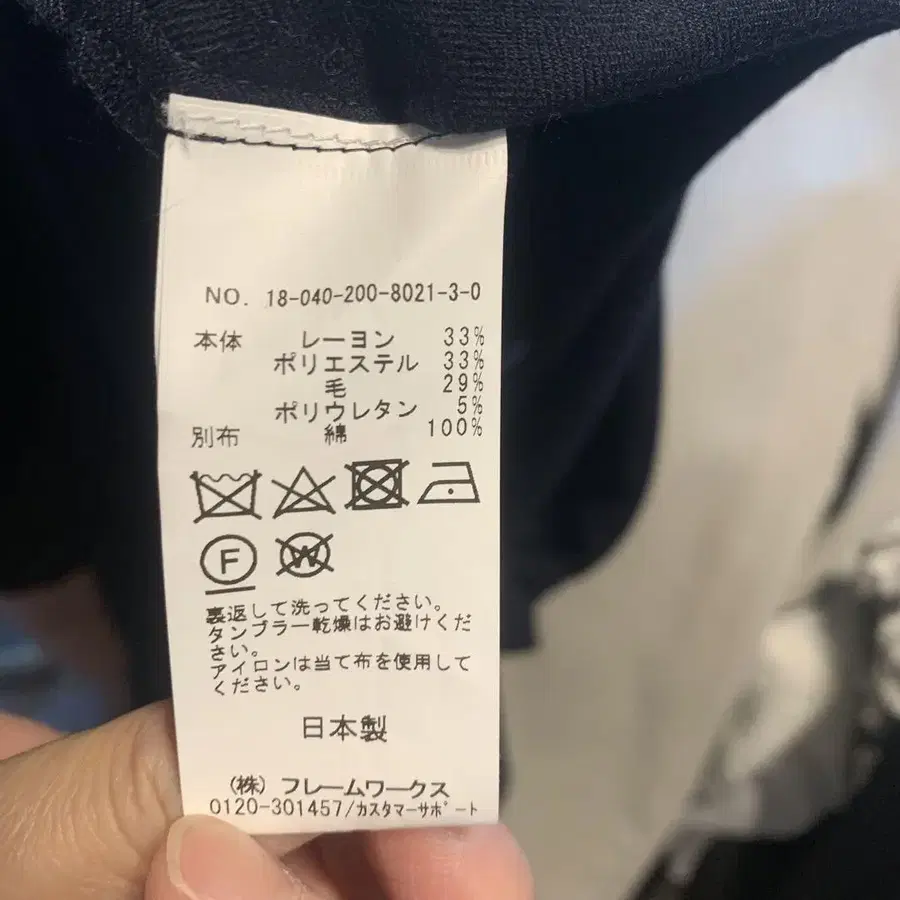 NO. 18-040-200-8021-3-0
本体 レーヨン 33%
ポリエステル 33%
毛 29%
ポリウレタン 5%
別布 綿 100%
F W
裏返して洗ってください。
タンブラー乾燥はお避けくだ
さい。
アイロンは当て布を使用して
ください。
日本製
(株) フレームワークス
0120-301457/カスタマーサポート